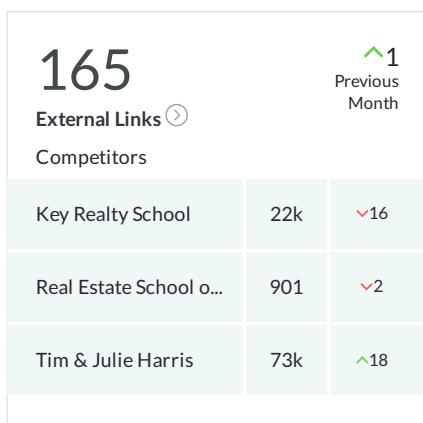 165
1
External Links
Previous
Month
Competitors
Key Realty School 22k 16
Real Estate School o... 901 2
Tim & Julie Harris 73k 18